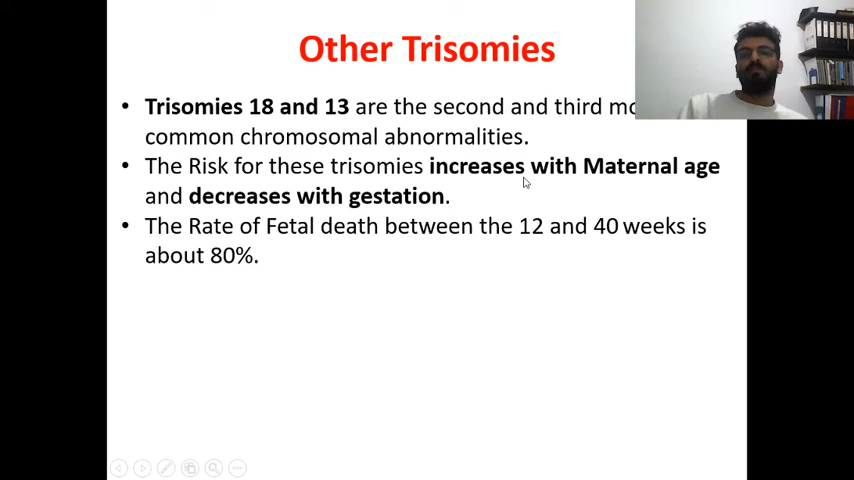 Other Trisomies
• Trisomies 18 and 13 are the second and third
common chromosomal abnormalities.
• The Risk for these trisomies increases with Maternal age
and decreases with gestation.
• The Rate of Fetal death between the 12 and 40 weeks is
about 80%.